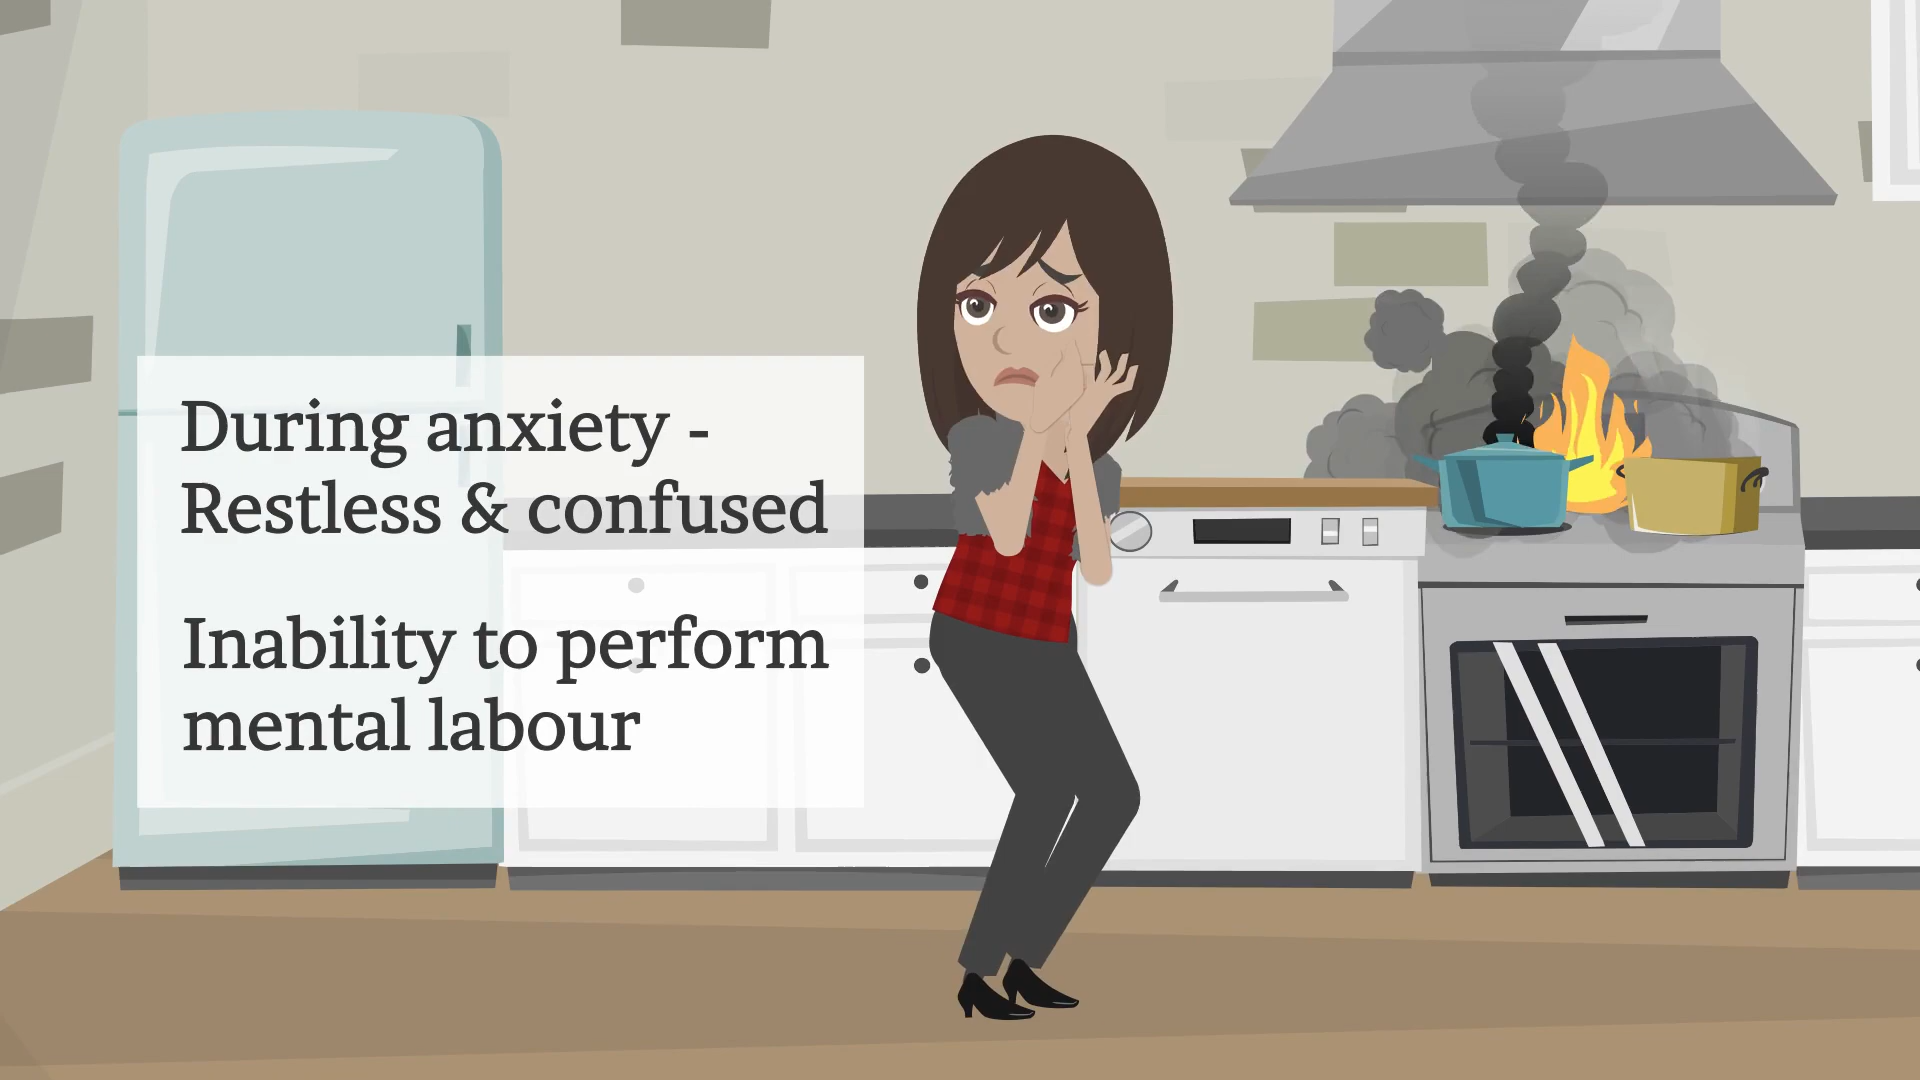 During anxiety -
Restless & confused
Inability to perform
mental labour